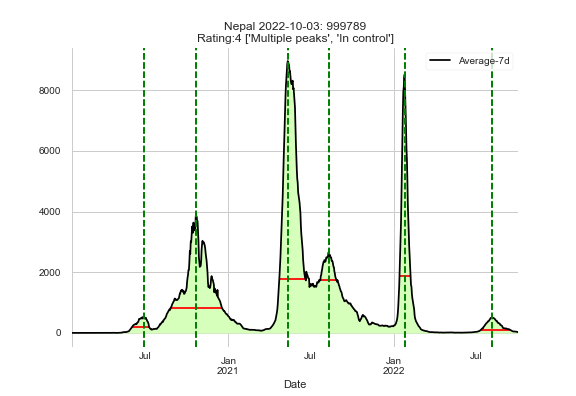 Nepal 2022-10-03: 999789
Rating:4 ['Multiple peaks', 'In control']
Average-7d
8000
6000
4000
2000
0
Jul
Jan
2021
Jul
Jan
2022
Jul
Date